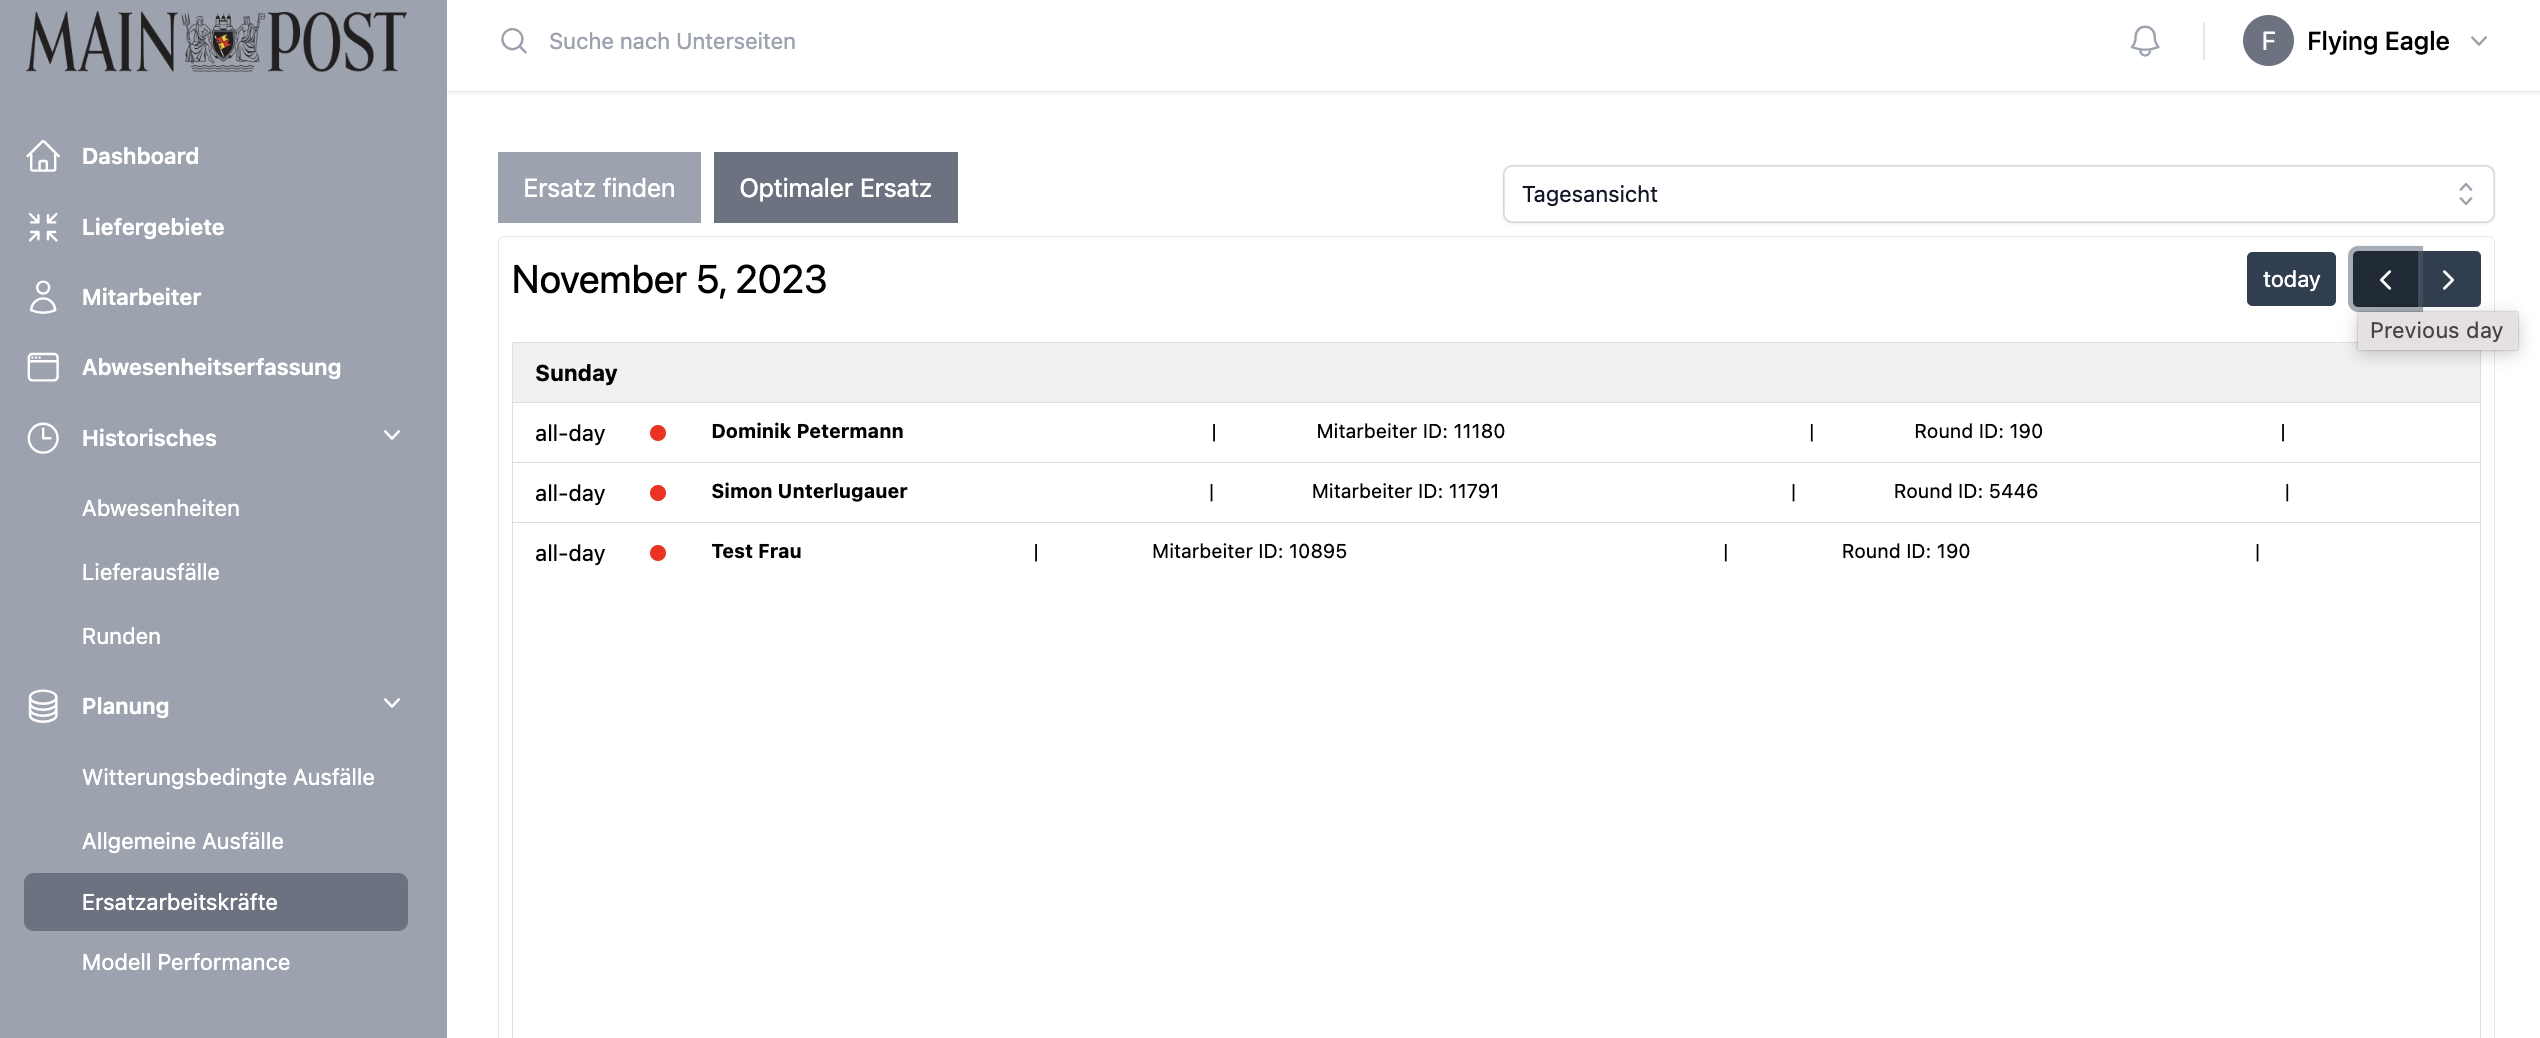 MAIN POST
Suche nach Unterseiten
F
Flying Eagle
Dashboard
Liefergebiete
Mitarbeiter
Abwesenheitserfassung
Historisches
Abwesenheiten
Lieferausfälle
Runden
Planung
Witterungsbedingte Ausfälle
Allgemeine Ausfälle
Ersatzarbeitskräfte
Modell Performance
Ersatz finden
Optimaler Ersatz
Tagesansicht
November 5, 2023
today
Previous day
Sunday
all-day Dominik Petermann | Mitarbeiter ID: 11180 | Round ID: 190 |
all-day Simon Unterlugauer | Mitarbeiter ID: 11791 | Round ID: 5446 |
all-day Test Frau | Mitarbeiter ID: 10895 | Round ID: 190 |